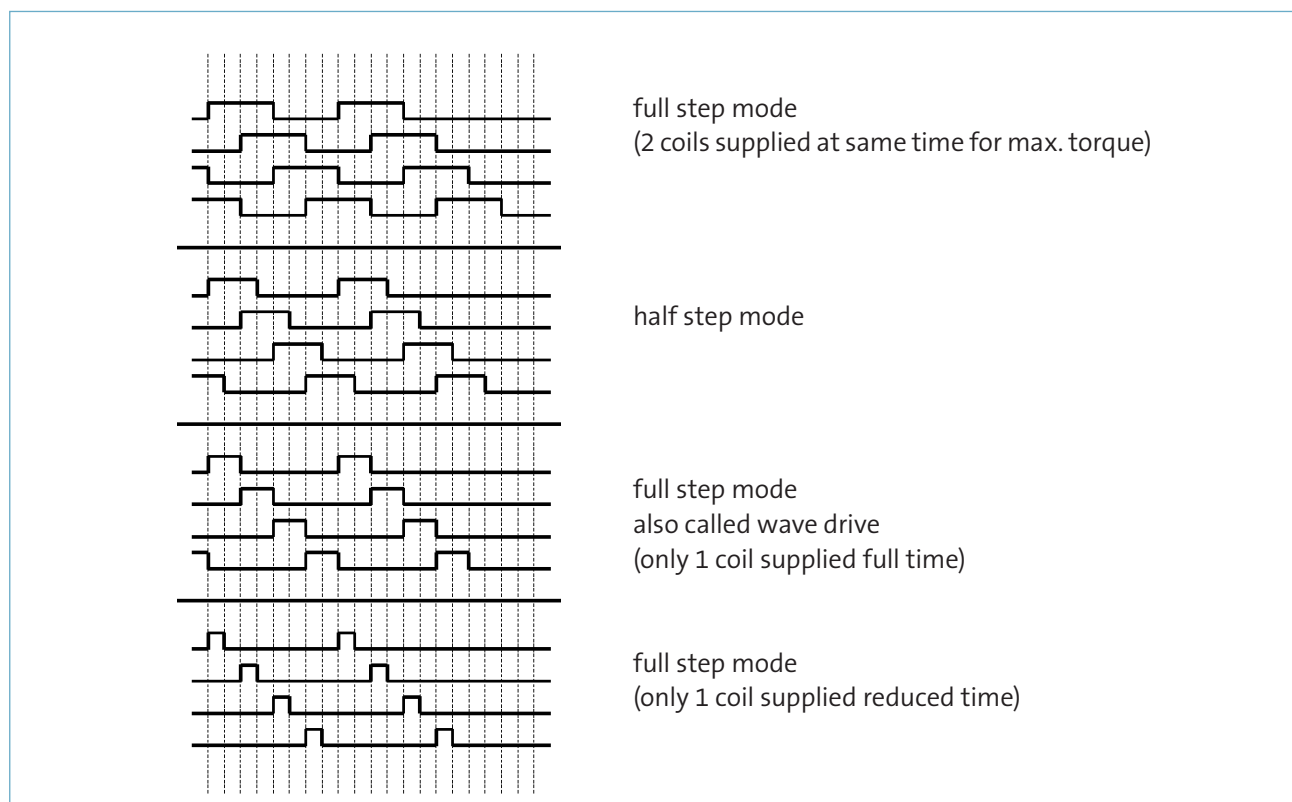 full step mode
(2 coils supplied at same time for max. torque)
half step mode
full step mode
also called wave drive
(only 1 coil supplied full time)
full step mode
(only 1 coil supplied reduced time)